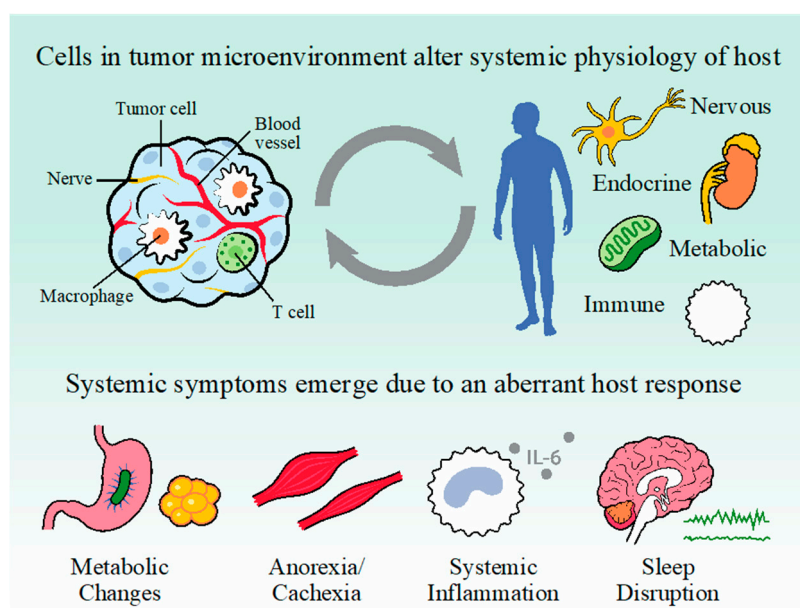 Cells in tumor microenvironment alter systemic physiology of host
Tumor cell
Blood
vessel
Nerve
Macrophage
T cell
Nervous
Endocrine
Metabolic
Immune
Systemic symptoms emerge due to an aberrant host response
IL-6
Metabolic
Changes
Anorexia/
Cachexia
Systemic
Inflammation
Sleep
Disruption